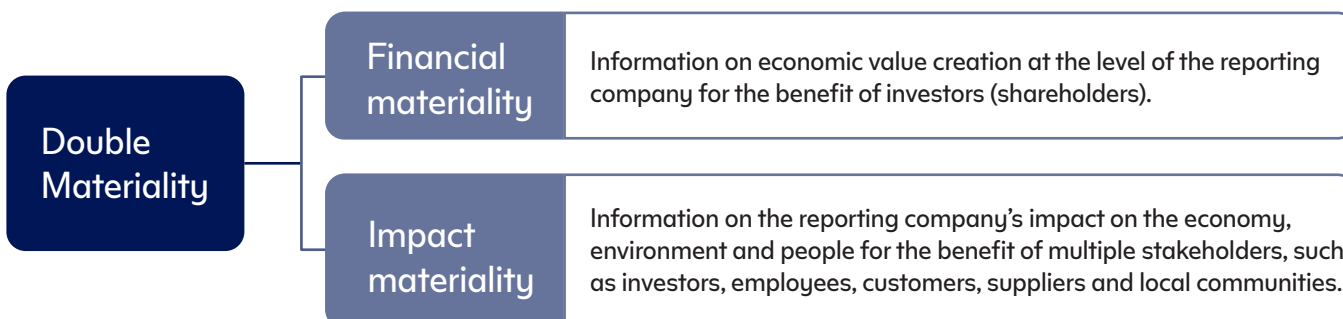 Double
Materiality
Financial
materiality
Information on economic value creation at the level of the reporting
company for the benefit of investors (shareholders).
Impact
materiality
Information on the reporting company’s impact on the economy,
environment and people for the benefit of multiple stakeholders, such
as investors, employees, customers, suppliers and local communities.